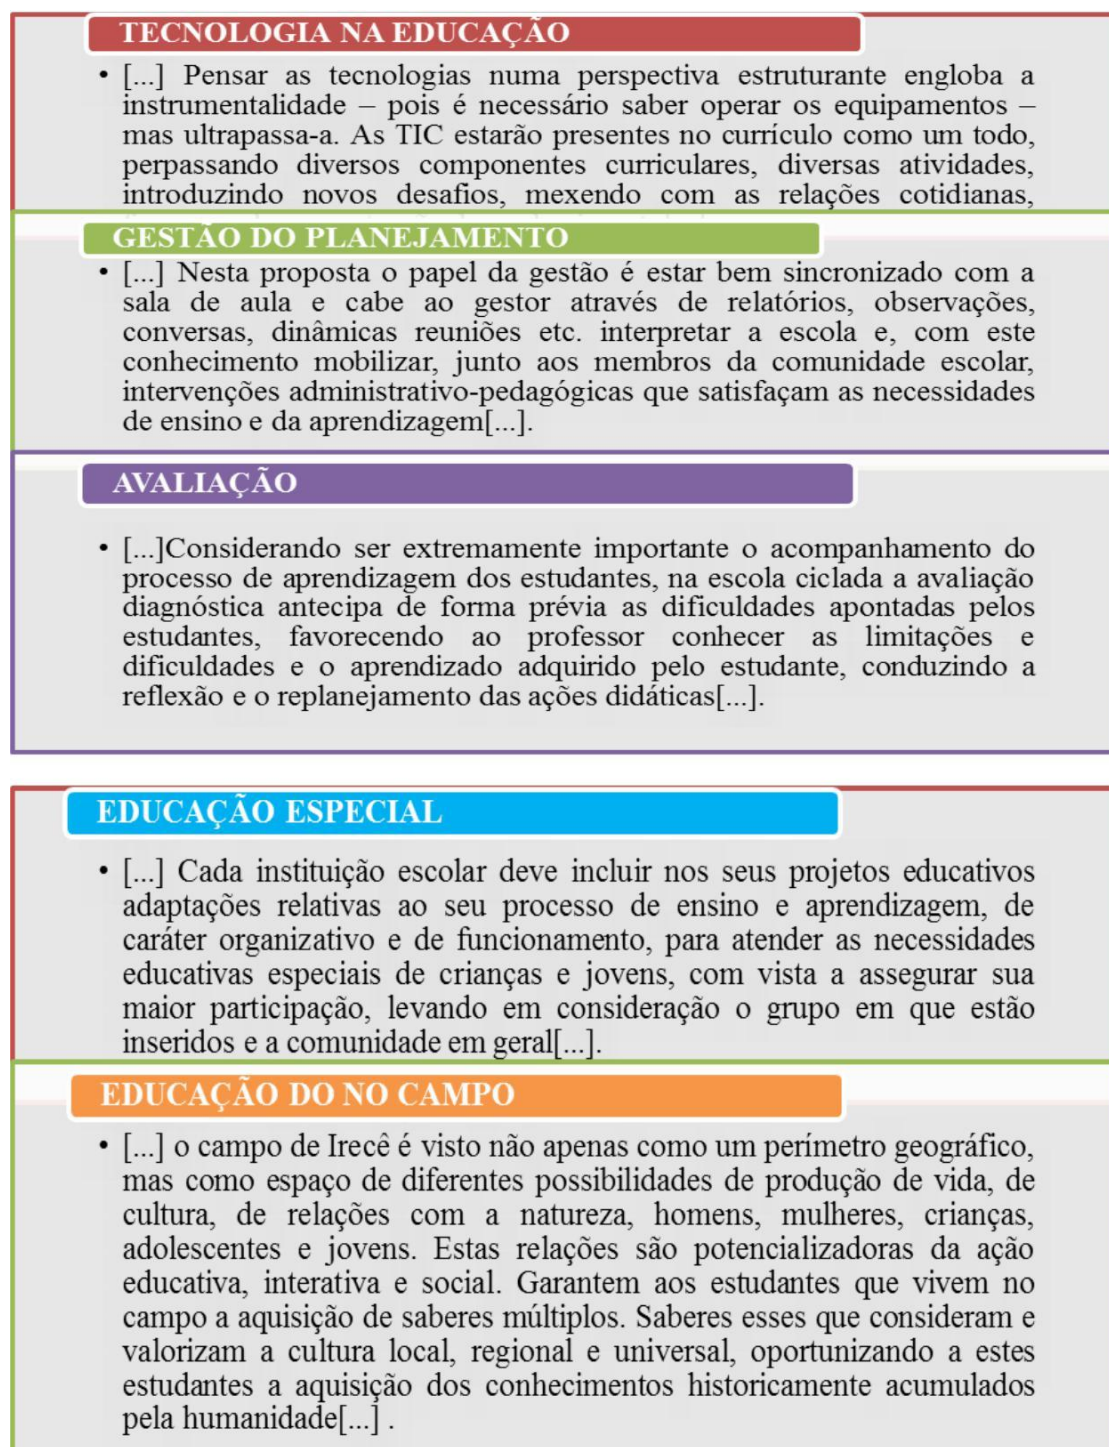 TECNOLOGIA NA EDUCAÇÃO
• [...] Pensar as tecnologias numa perspectiva estruturante engloba a
instrumentalidade – pois é necessário saber operar os equipamentos –
mas ultrapassa-a. As TIC estarão presentes no currículo como um todo,
perpassando diversos componentes curriculares, diversas atividades,
introduzindo novos desafios, mexendo com as relações cotidianas,
GESTÃO DO PLANEJAMENTO
• [...] Nesta proposta o papel da gestão é estar bem sincronizado com a
sala de aula e cabe ao gestor através de relatórios, observações,
conversas, dinâmicas reuniões etc. interpretar a escola e, com este
conhecimento mobilizar, junto aos membros da comunidade escolar,
intervenções administrativo-pedagógicas que satisfaçam as necessidades
de ensino e da aprendizagem[...].
AVALIAÇÃO
• [...]Considerando ser extremamente importante o acompanhamento do
processo de aprendizagem dos estudantes, na escola ciclada a avaliação
diagnóstica antecipa de forma prévia as dificuldades apontadas pelos
estudantes, favorecendo ao professor conhecer as limitações e
dificuldades e o aprendizado adquirido pelo estudante, conduzindo a
reflexão e o replanejamento das ações didáticas[...].
EDUCAÇÃO ESPECIAL
• [...] Cada instituição escolar deve incluir nos seus projetos educativos
adaptações relativas ao seu processo de ensino e aprendizagem, de
caráter organizativo e de funcionamento, para atender as necessidades
educativas especiais de crianças e jovens, com vista a assegurar sua
maior participação, levando em consideração o grupo em que estão
inseridos e a comunidade em geral[...].
EDUCAÇÃO DO NO CAMPO
• [...] o campo de Irecê é visto não apenas como um perímetro geográfico,
mas como espaço de diferentes possibilidades de produção de vida, de
cultura, de relações com a natureza, homens, mulheres, crianças,
adolescentes e jovens. Estas relações são potencializadoras da ação
educativa, interativa e social. Garantem aos estudantes que vivem no
campo a aquisição de saberes múltiplos. Saberes esses que consideram e
valorizam a cultura local, regional e universal, oportunizando a estes
estudantes a aquisição dos conhecimentos historicamente acumulados
pela humanidade[...] .